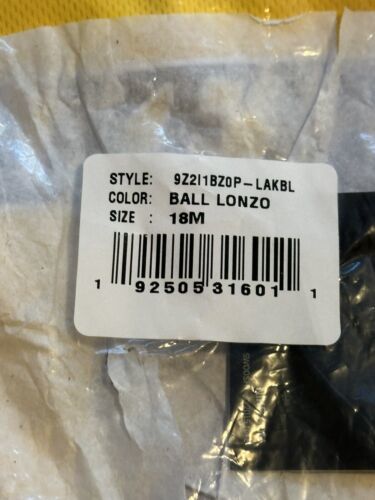 STYLE: 9Z2I1BZ0P-LAKBL
COLOR: BALL LONZO
SIZE : 18M
1 92505 31601 1